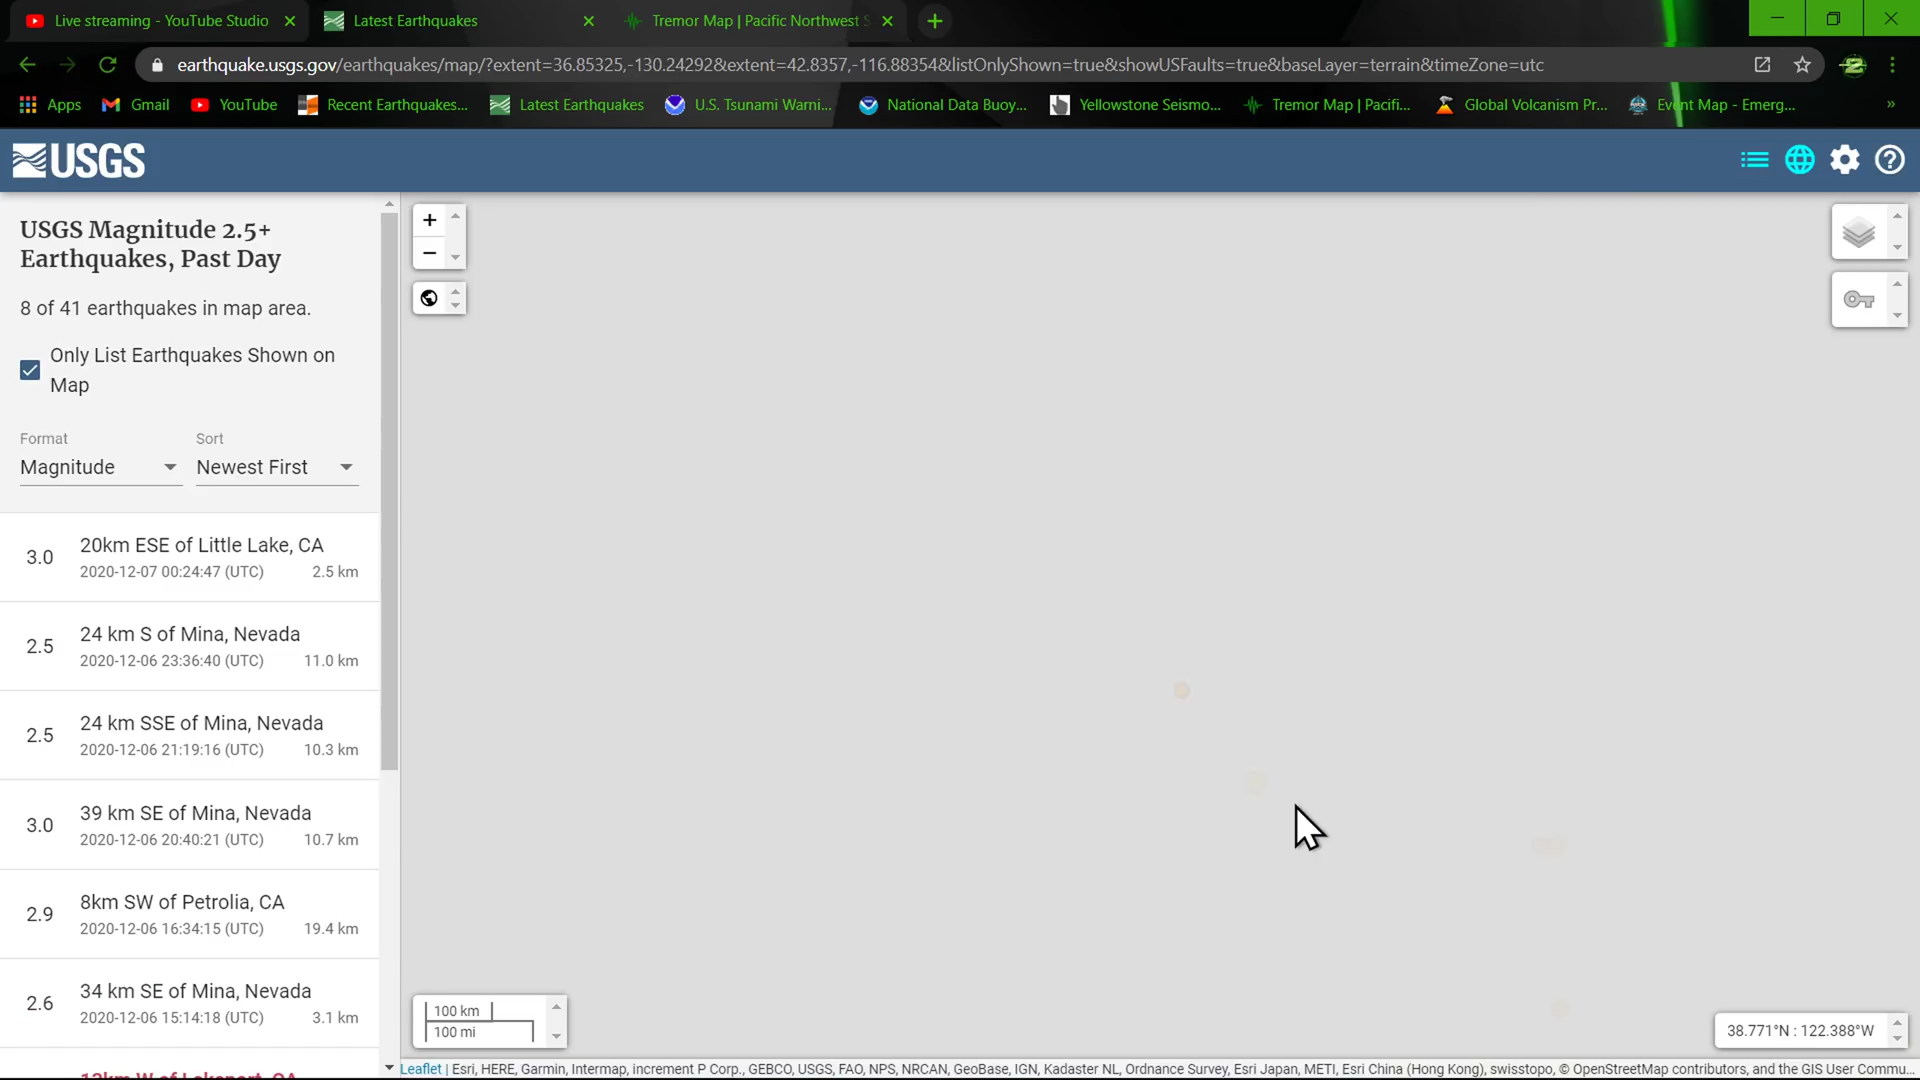 Live streaming - YouTube Studio
Latest Earthquakes
Tremor Map | Pacific Northwest S
earthquake.usgs.gov/earthquakes/map/?extent=36.85325,-130.24292&extent=42.8357,-116.88354&listOnlyShown=true&showUSFaults=true&baseLayer=terrain&timeZone=utc
Apps Gmail YouTube Recent Earthquakes... Latest Earthquakes U.S. Tsunami Warni... National Data Buoy... Yellowstone Seismo... Tremor Map | Pacifi... Global Volcanism Pr... Event Map - Emerg... »
USGS
USGS Magnitude 2.5+
Earthquakes, Past Day
8 of 41 earthquakes in map area.
Only List Earthquakes Shown on
Map
Format Sort
Magnitude Newest First
3.0 20km ESE of Little Lake, CA
2020-12-07 00:24:47 (UTC) 2.5 km
2.5 24 km S of Mina, Nevada
2020-12-06 23:36:40 (UTC) 11.0 km
2.5 24 km SSE of Mina, Nevada
2020-12-06 21:19:16 (UTC) 10.3 km
3.0 39 km SE of Mina, Nevada
2020-12-06 20:40:21 (UTC) 10.7 km
2.9 8km SW of Petrolia, CA
2020-12-06 16:34:15 (UTC) 19.4 km
2.6 34 km SE of Mina, Nevada
2020-12-06 15:14:18 (UTC) 3.1 km
+
−
100 km
100 mi
38.771°N : 122.388°W
Leaflet | Esri, HERE, Garmin, Intermap, increment P Corp., GEBCO, USGS, FAO, NPS, NRCAN, GeoBase, IGN, Kadaster NL, Ordnance Survey, Esri Japan, METI, Esri China (Hong Kong), swisstopo, © OpenStreetMap contributors, and the GIS User Commu...